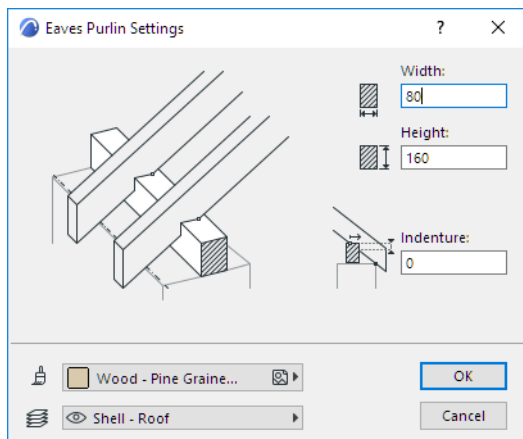 Eaves Purlin Settings
Width:
80
Height:
160
Indenture:
0
Wood - Pine Graine...
OK
Shell - Roof
Cancel